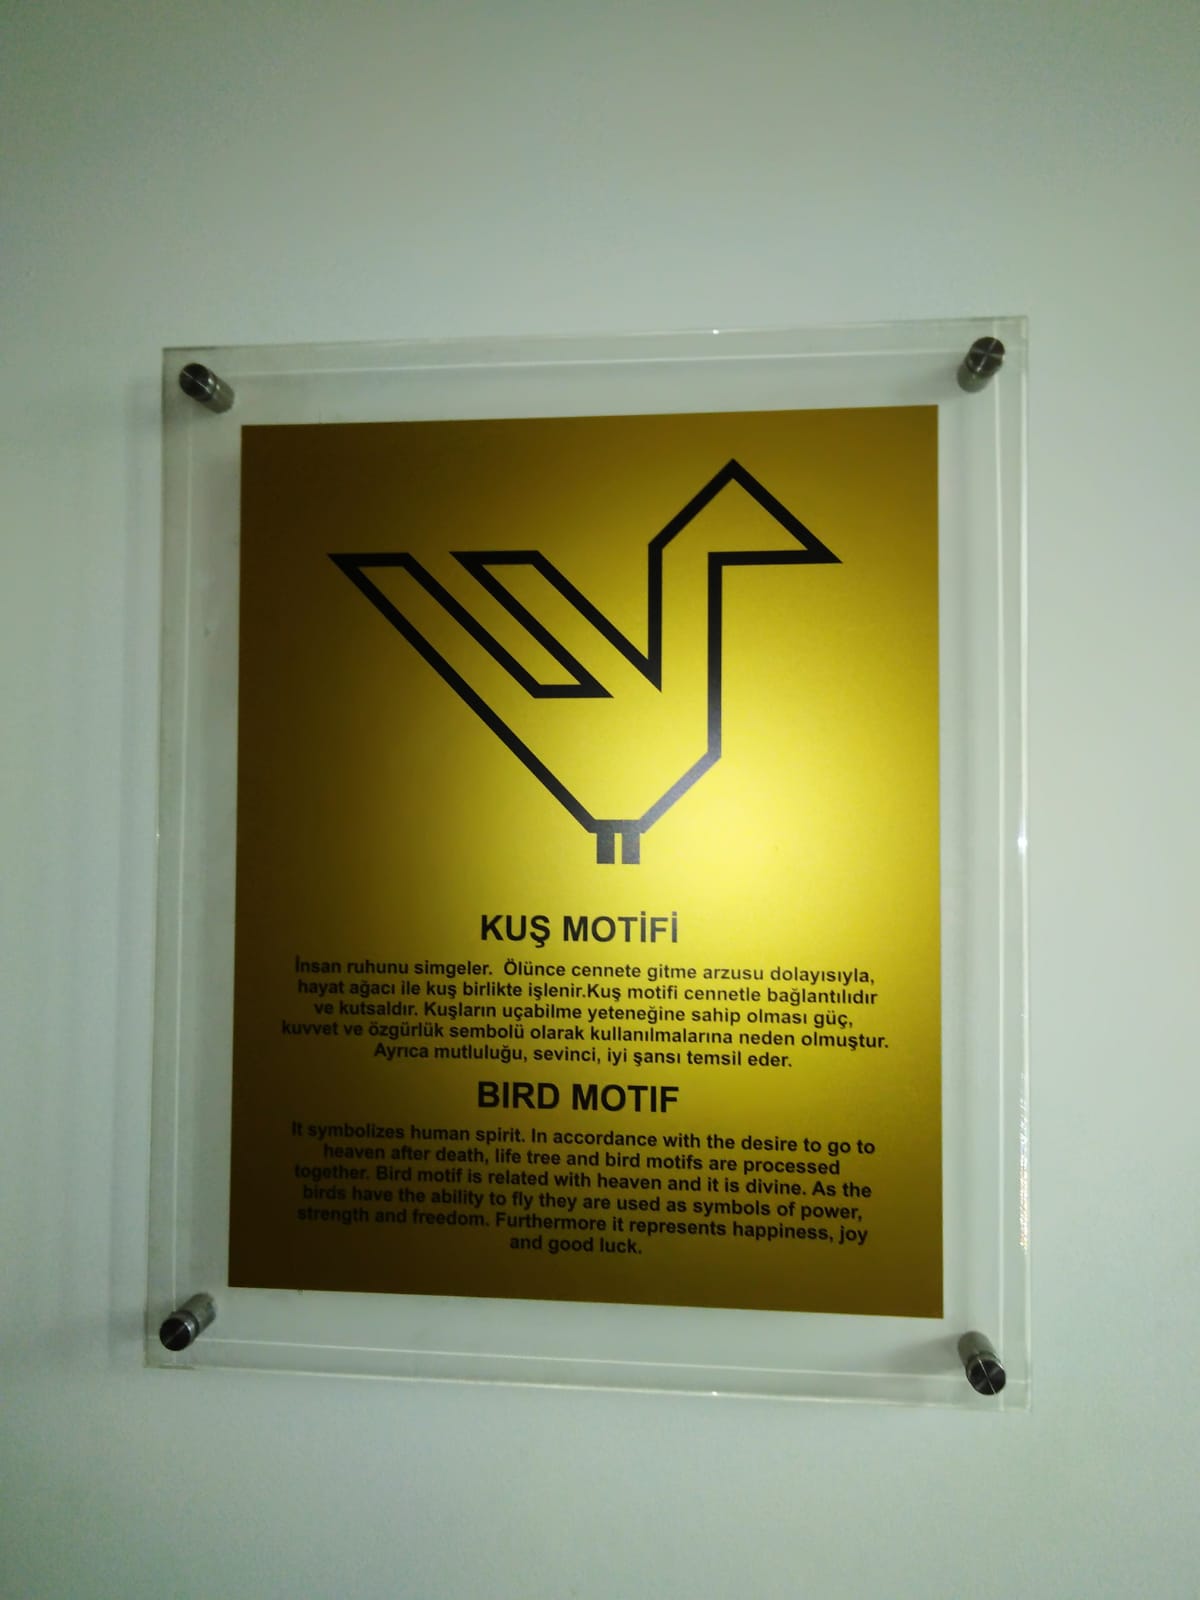 KUŞ MOTİFİ
İnsan ruhunu simgeler. Ölünce cennete gitme arzusu dolayısıyla,
hayat ağacı ile kuş birlikte işlenir.Kuş motifi cennetle bağlantılıdır
ve kutsaldır. Kuşların uçabilme yeteneğine sahip olması güç,
kuvvet ve özgürlük sembolü olarak kullanılmalarına neden olmuştur.
Ayrıca mutluluğu, sevinci, iyi şansı temsil eder.
BIRD MOTIF
It symbolizes human spirit. In accordance with the desire to go to
heaven after death, life tree and bird motifs are processed
together. Bird motif is related with heaven and it is divine. As the
birds have the ability to fly they are used as symbols of power,
strength and freedom. Furthermore it represents happiness, joy
and good luck.